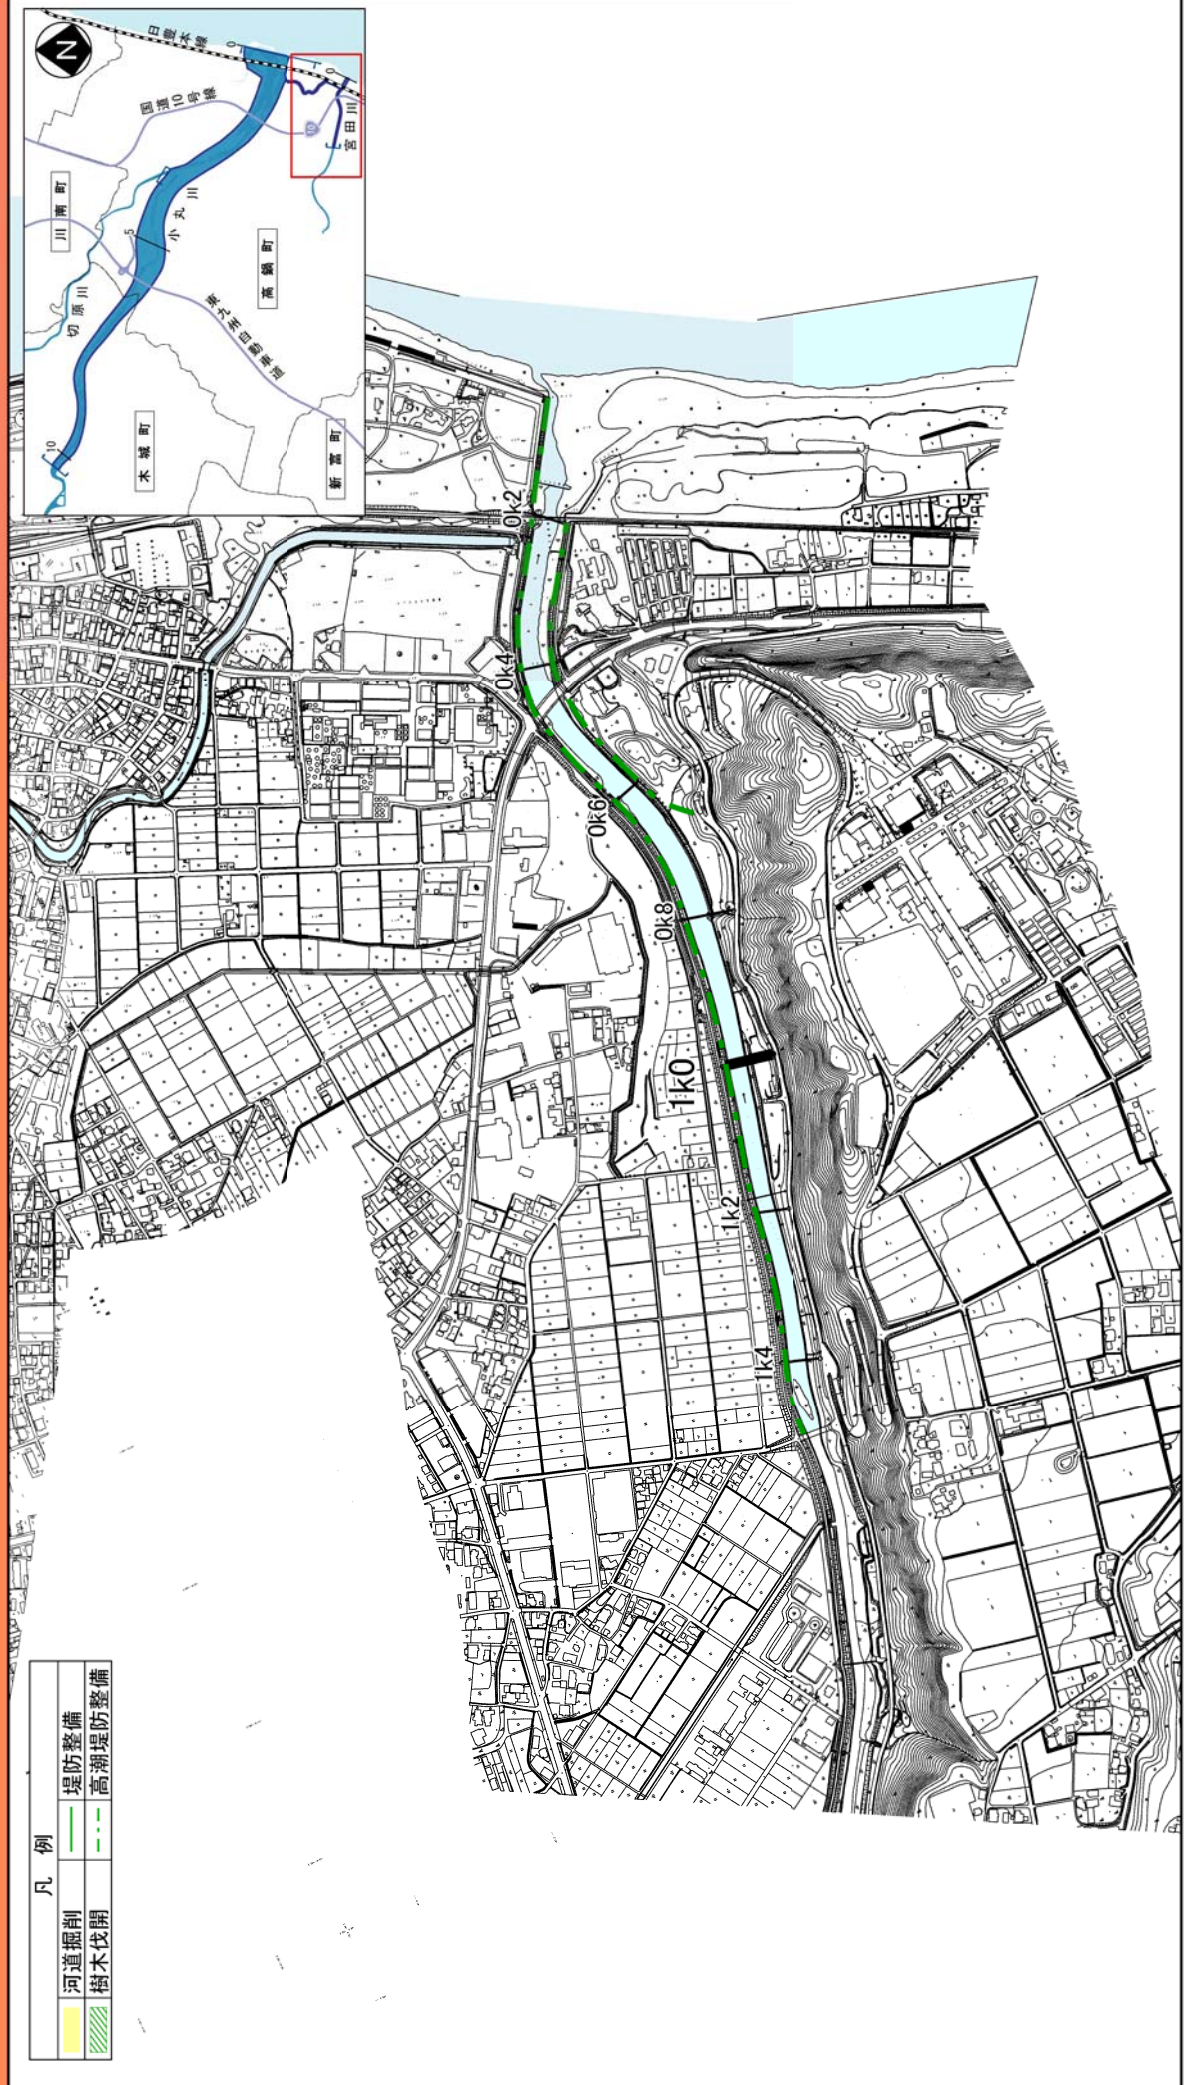 凡例
河道掘削
堤防整備
樹木伐開
高潮堤防整備
N
日豊本線
国道10号線
10
宮田川
川南町
小丸川
切原川
高鍋町
東九州自動車道
木城町
新富町
0
0
5
10
0k2
0k4
0k6
0k8
1k0
1k2
1k4